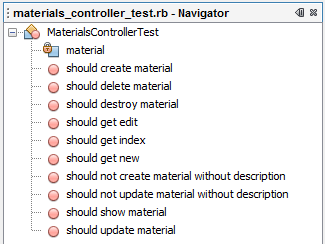 materials_controller_test.rb - Navigator
MaterialsControllerTest
material
should create material
should delete material
should destroy material
should get edit
should get index
should get new
should not create material without description
should not update material without description
should show material
should update material